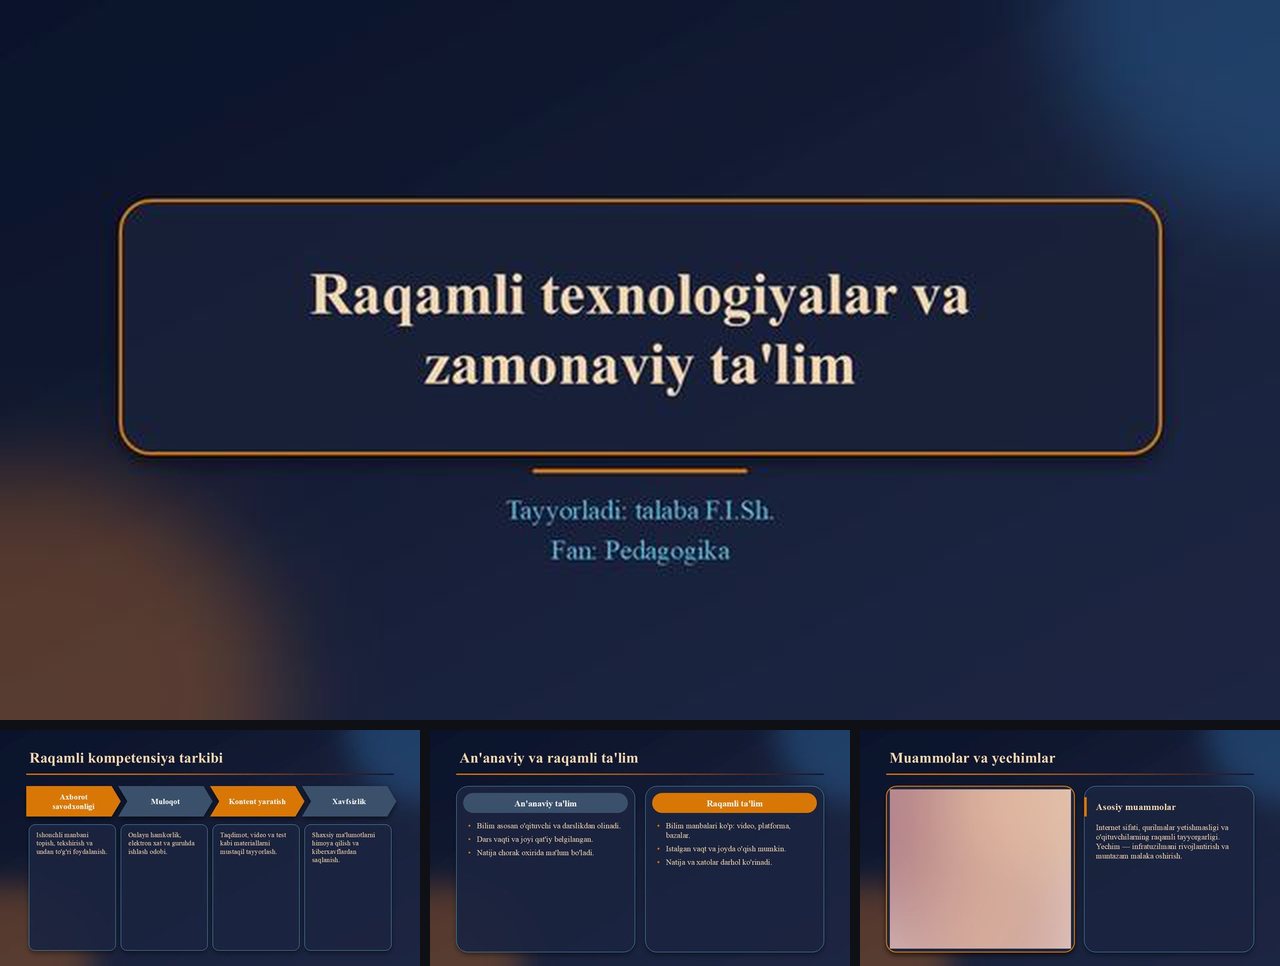 Raqamli texnologiyalar va
zamonaviy ta'lim
Tayyorladi: talaba F.I.Sh.
Fan: Pedagogika
Raqamli kompetensiya tarkibi
Axborot
savodxonligi
Muloqot
Kontent yaratish
Xavfsizlik
Ishonchli manbani
topish, tekshirish va
undan to'g'ri foydalanish.
Onlayn hamkorlik,
elektron xat va guruhda
ishlash odobi.
Taqdimot, video va test
kabi materiallarni
mustaqil tayyorlash.
Shaxsiy ma'lumotlarni
himoya qilish va
kiberxavflardan
saqlanish.
An'anaviy va raqamli ta'lim
An'anaviy ta'lim
• Bilim asosan o'qituvchi va darslikdan olinadi.
• Dars vaqti va joyi qat'iy belgilangan.
• Natija chorak oxirida ma'lum bo'ladi.
Raqamli ta'lim
• Bilim manbalari ko'p: video, platforma,
bazalar.
• Istalgan vaqt va joyda o'qish mumkin.
• Natija va xatolar darhol ko'rinadi.
Muammolar va yechimlar
Asosiy muammolar
Internet sifati, qurilmalar yetishmasligi va
o'qituvchilarning raqamli tayyorgarligi.
Yechim — infratuzilmani rivojlantirish va
muntazam malaka oshirish.